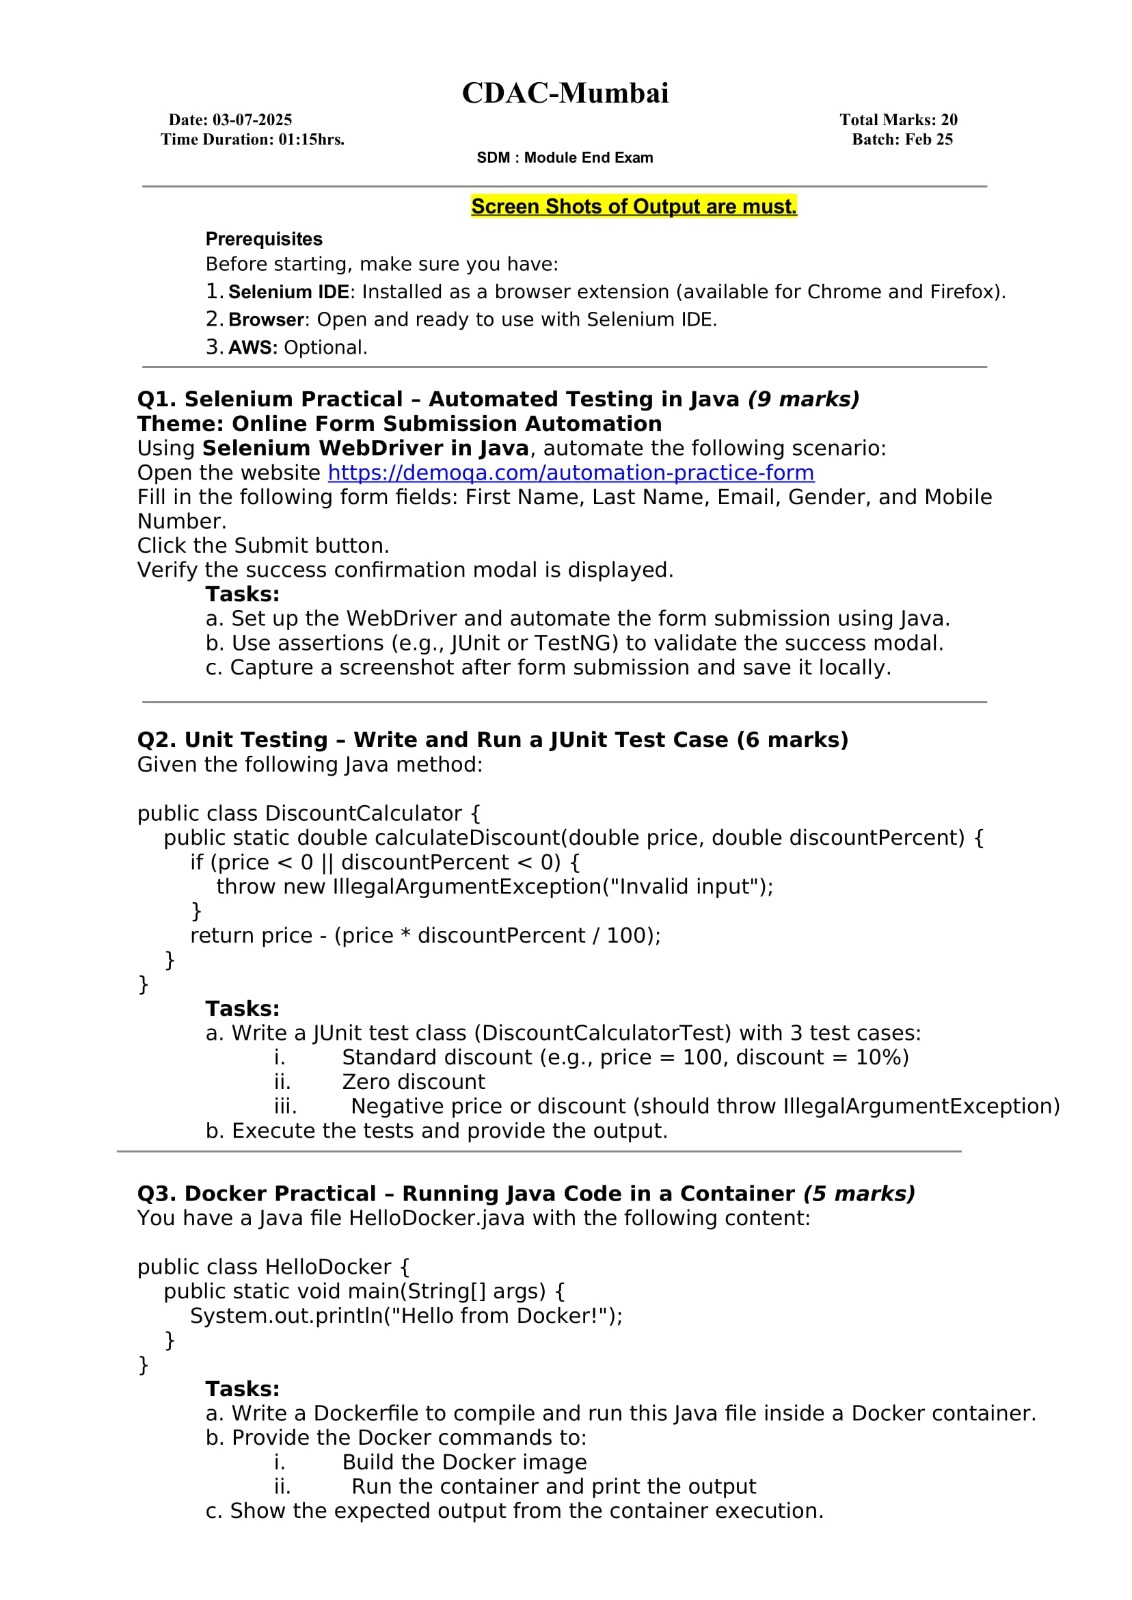 CDAC-Mumbai
Date: 03-07-2025 Total Marks: 20
Time Duration: 01:15hrs. Batch: Feb 25
SDM : Module End Exam
Screen Shots of Output are must.
Prerequisites
Before starting, make sure you have:
1. Selenium IDE: Installed as a browser extension (available for Chrome and Firefox).
2. Browser: Open and ready to use with Selenium IDE.
3. AWS: Optional.
Q1. Selenium Practical – Automated Testing in Java (9 marks)
Theme: Online Form Submission Automation
Using Selenium WebDriver in Java, automate the following scenario:
Open the website https://demoqa.com/automation-practice-form
Fill in the following form fields: First Name, Last Name, Email, Gender, and Mobile
Number.
Click the Submit button.
Verify the success confirmation modal is displayed.
Tasks:
a. Set up the WebDriver and automate the form submission using Java.
b. Use assertions (e.g., JUnit or TestNG) to validate the success modal.
c. Capture a screenshot after form submission and save it locally.
Q2. Unit Testing – Write and Run a JUnit Test Case (6 marks)
Given the following Java method:
public class DiscountCalculator {
public static double calculateDiscount(double price, double discountPercent) {
if (price < 0 || discountPercent < 0) {
throw new IllegalArgumentException("Invalid input");
}
return price - (price * discountPercent / 100);
}
}
Tasks:
a. Write a JUnit test class (DiscountCalculatorTest) with 3 test cases:
i. Standard discount (e.g., price = 100, discount = 10%)
ii. Zero discount
iii. Negative price or discount (should throw IllegalArgumentException)
b. Execute the tests and provide the output.
Q3. Docker Practical – Running Java Code in a Container (5 marks)
You have a Java file HelloDocker.java with the following content:
public class HelloDocker {
public static void main(String[] args) {
System.out.println("Hello from Docker!");
}
}
Tasks:
a. Write a Dockerfile to compile and run this Java file inside a Docker container.
b. Provide the Docker commands to:
i. Build the Docker image
ii. Run the container and print the output
c. Show the expected output from the container execution.